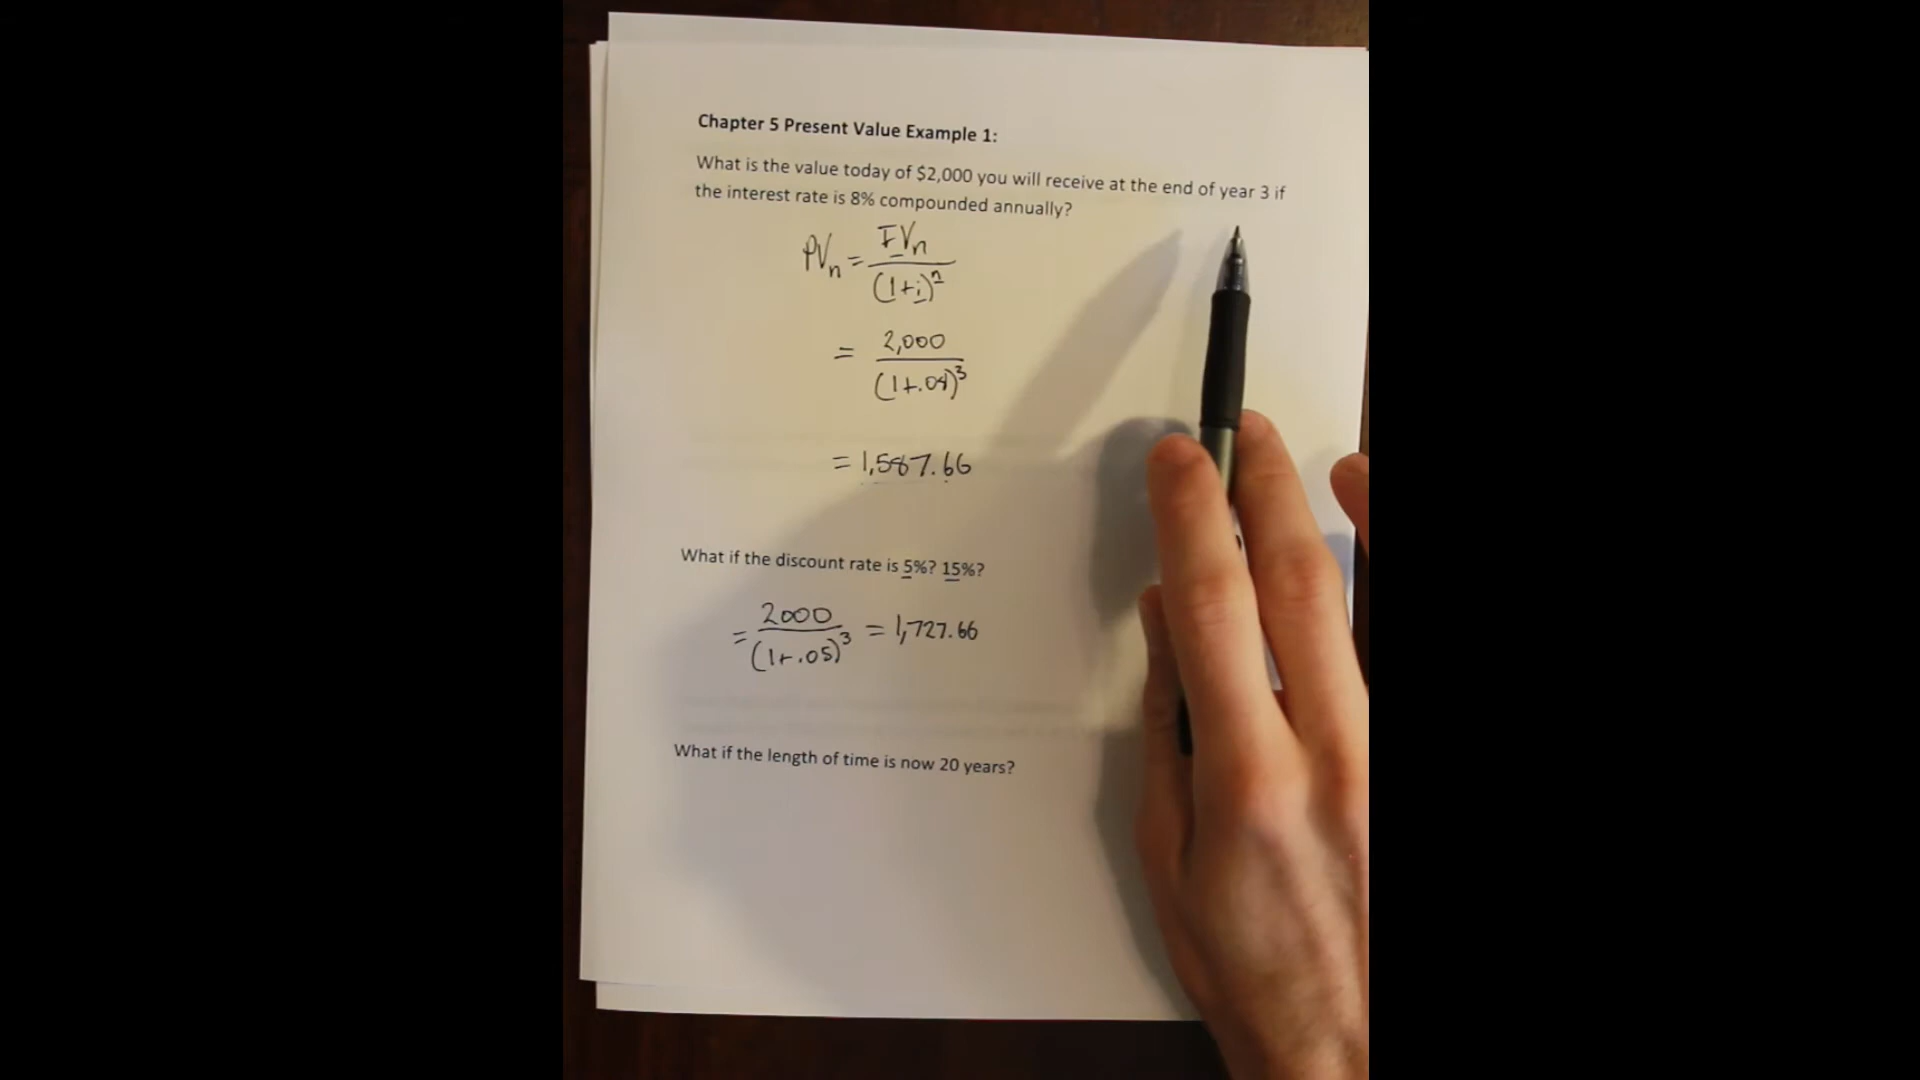 Chapter 5 Present Value Example 1:
What is the value today of $2,000 you will receive at the end of year 3 if
the interest rate is 8% compounded annually?
PVn = FVn / (1+i)^n
= 2,000 / (1+.08)^3
= 1,587.66
What if the discount rate is 5%? 15%?
= 2000 / (1+.05)^3 = 1,727.66
What if the length of time is now 20 years?